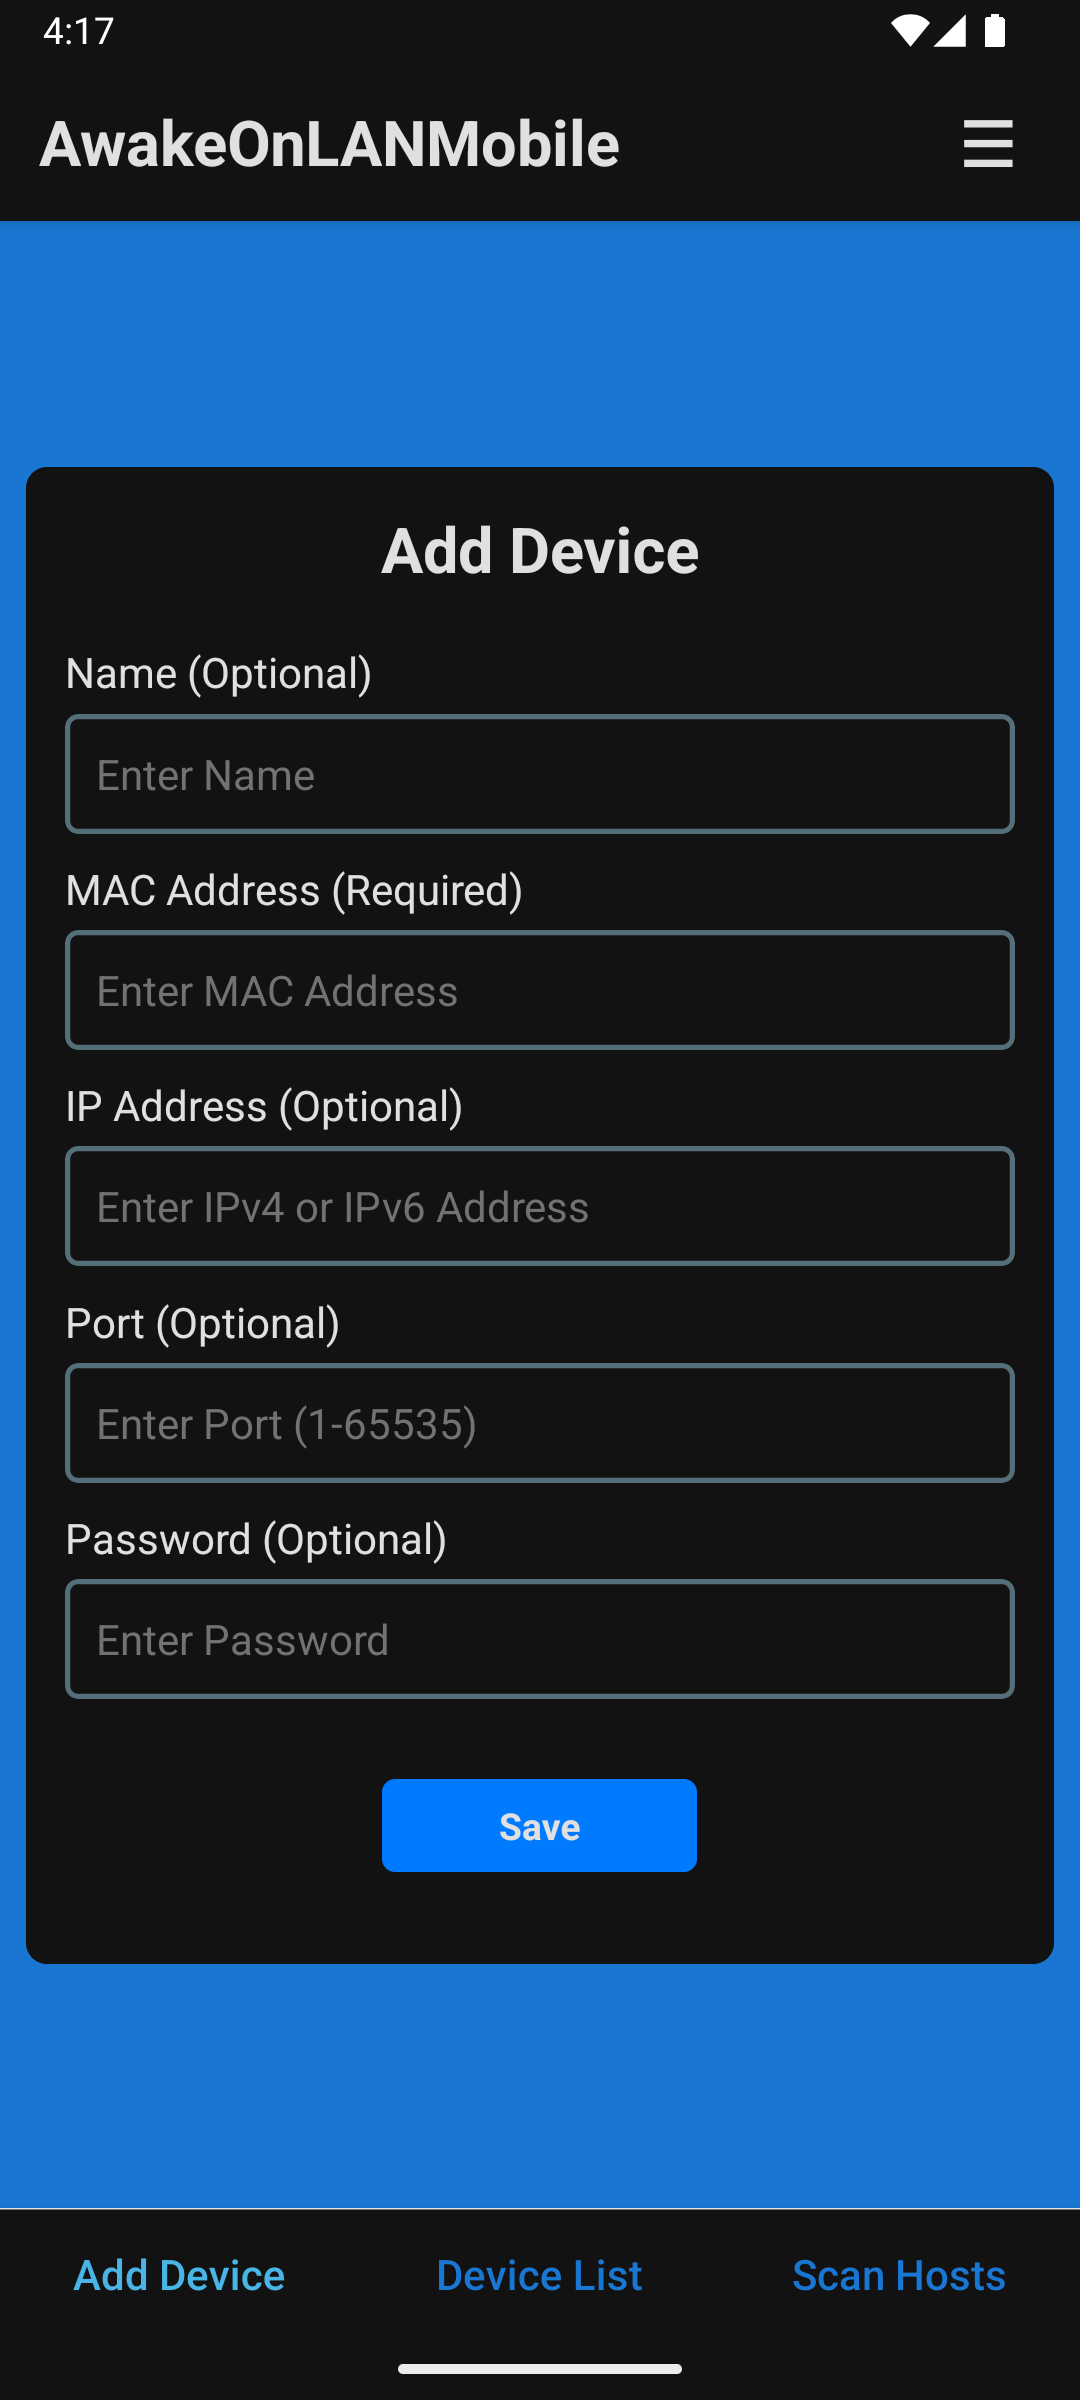 4:17
AwakeOnLANMobile
Add Device
Name (Optional)
Enter Name
MAC Address (Required)
Enter MAC Address
IP Address (Optional)
Enter IPv4 or IPv6 Address
Port (Optional)
Enter Port (1-65535)
Password (Optional)
Enter Password
Save
Add Device
Device List
Scan Hosts